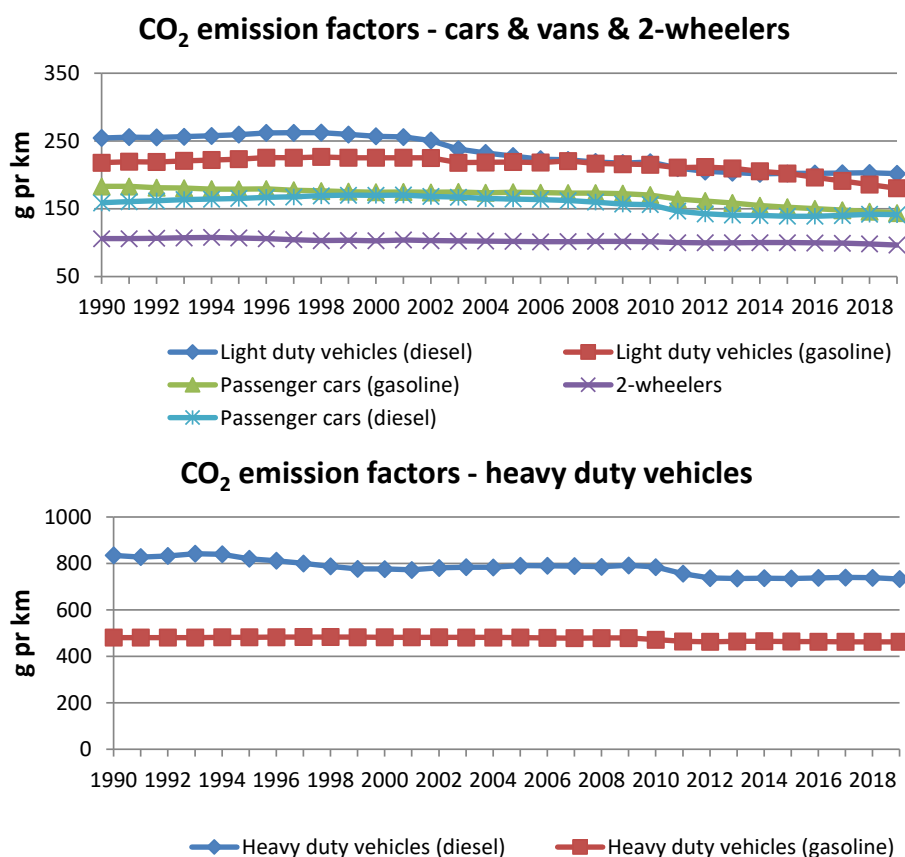 CO₂ emission factors - cars & vans & 2-wheelers
350
250
150
50
g pr km
1990 1992 1994 1996 1998 2000 2002 2004 2006 2008 2010 2012 2014 2016 2018
Light duty vehicles (diesel) Light duty vehicles (gasoline)
Passenger cars (gasoline) 2-wheelers
Passenger cars (diesel)
CO₂ emission factors - heavy duty vehicles
1000
800
600
400
200
0
g pr km
1990 1992 1994 1996 1998 2000 2002 2004 2006 2008 2010 2012 2014 2016 2018
Heavy duty vehicles (diesel) Heavy duty vehicles (gasoline)